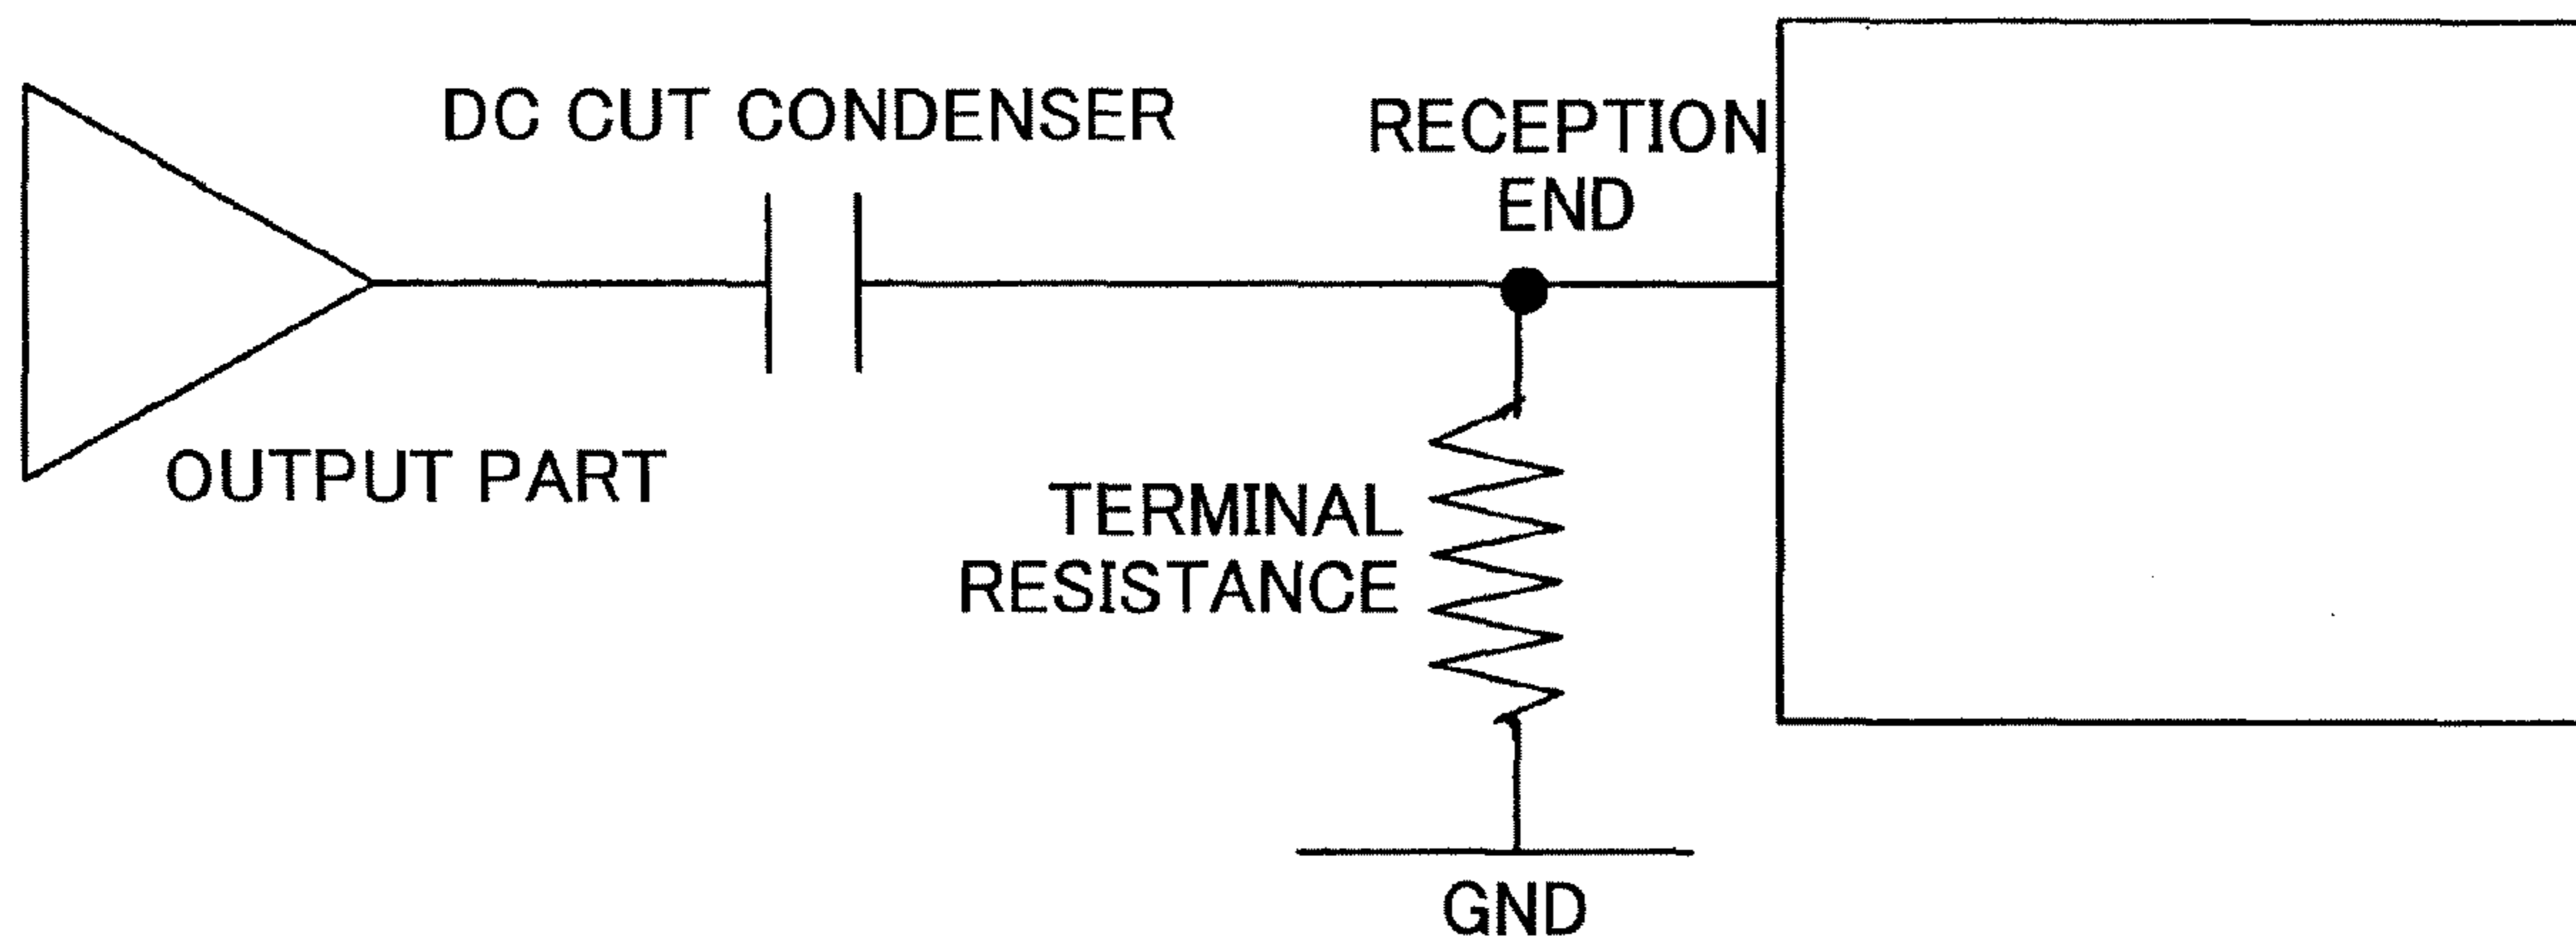 DC CUT CONDENSER
RECEPTION
END
OUTPUT PART
TERMINAL
RESISTANCE
GND